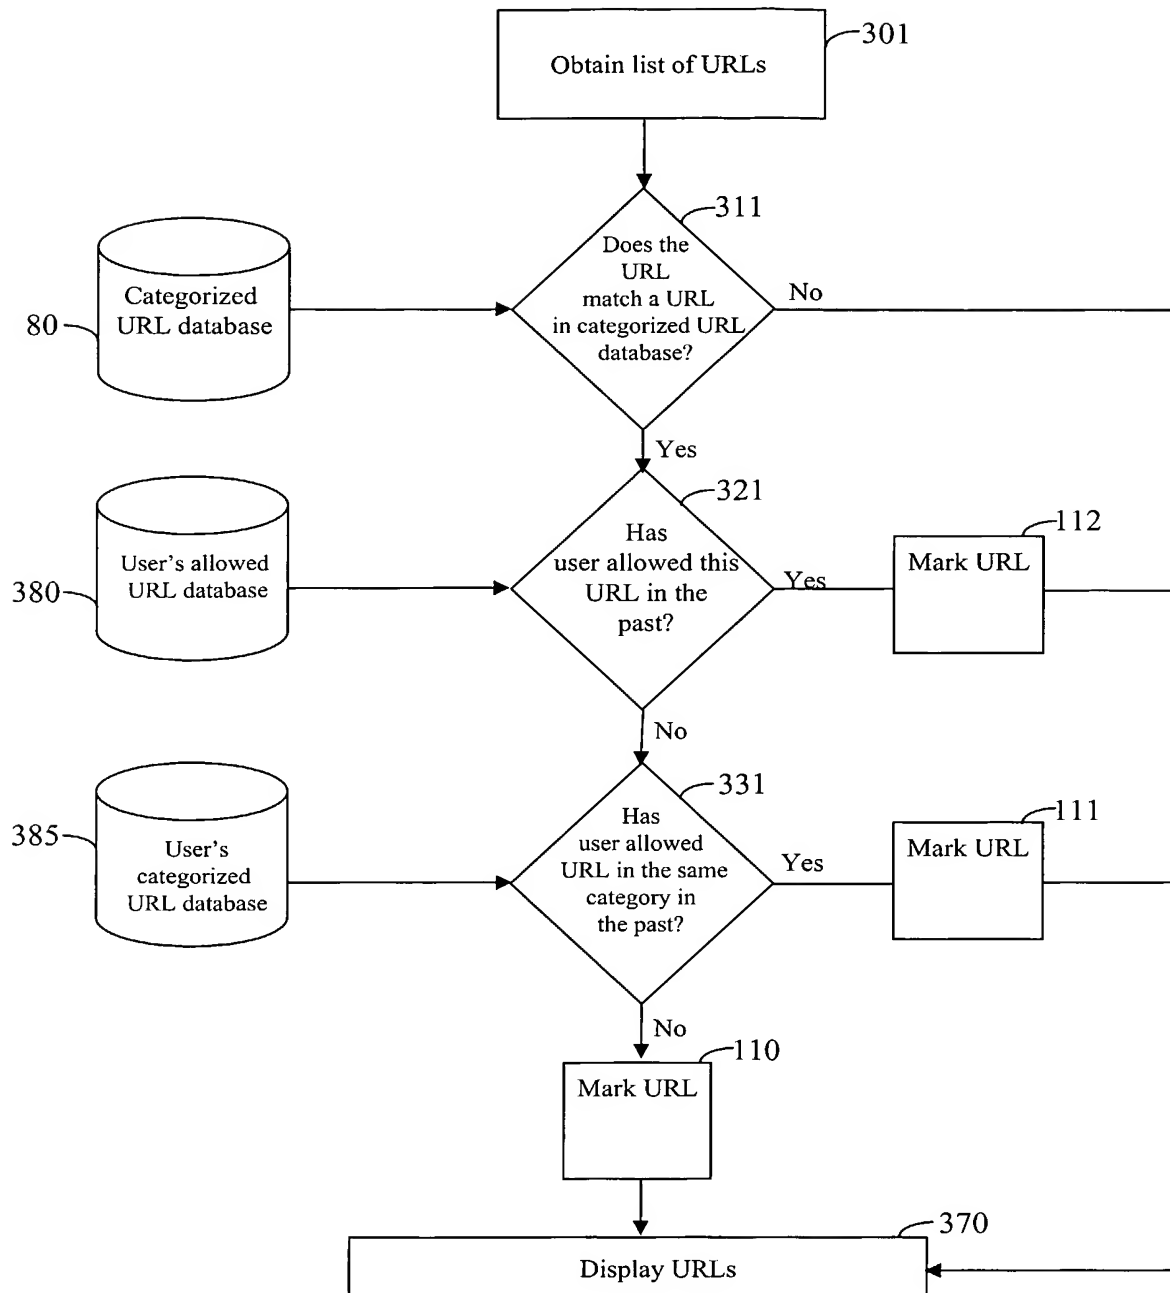 301
Obtain list of URLs
311
Does the
URL
match a URL
in categorized URL
database?
No
Categorized
URL database
80
Yes
321
Has
user allowed this
URL in the
past?
Yes
112
Mark URL
User's allowed
URL database
380
No
331
Has
user allowed
URL in the same
category in
the past?
Yes
111
Mark URL
385
User's
categorized
URL database
No
110
Mark URL
370
Display URLs